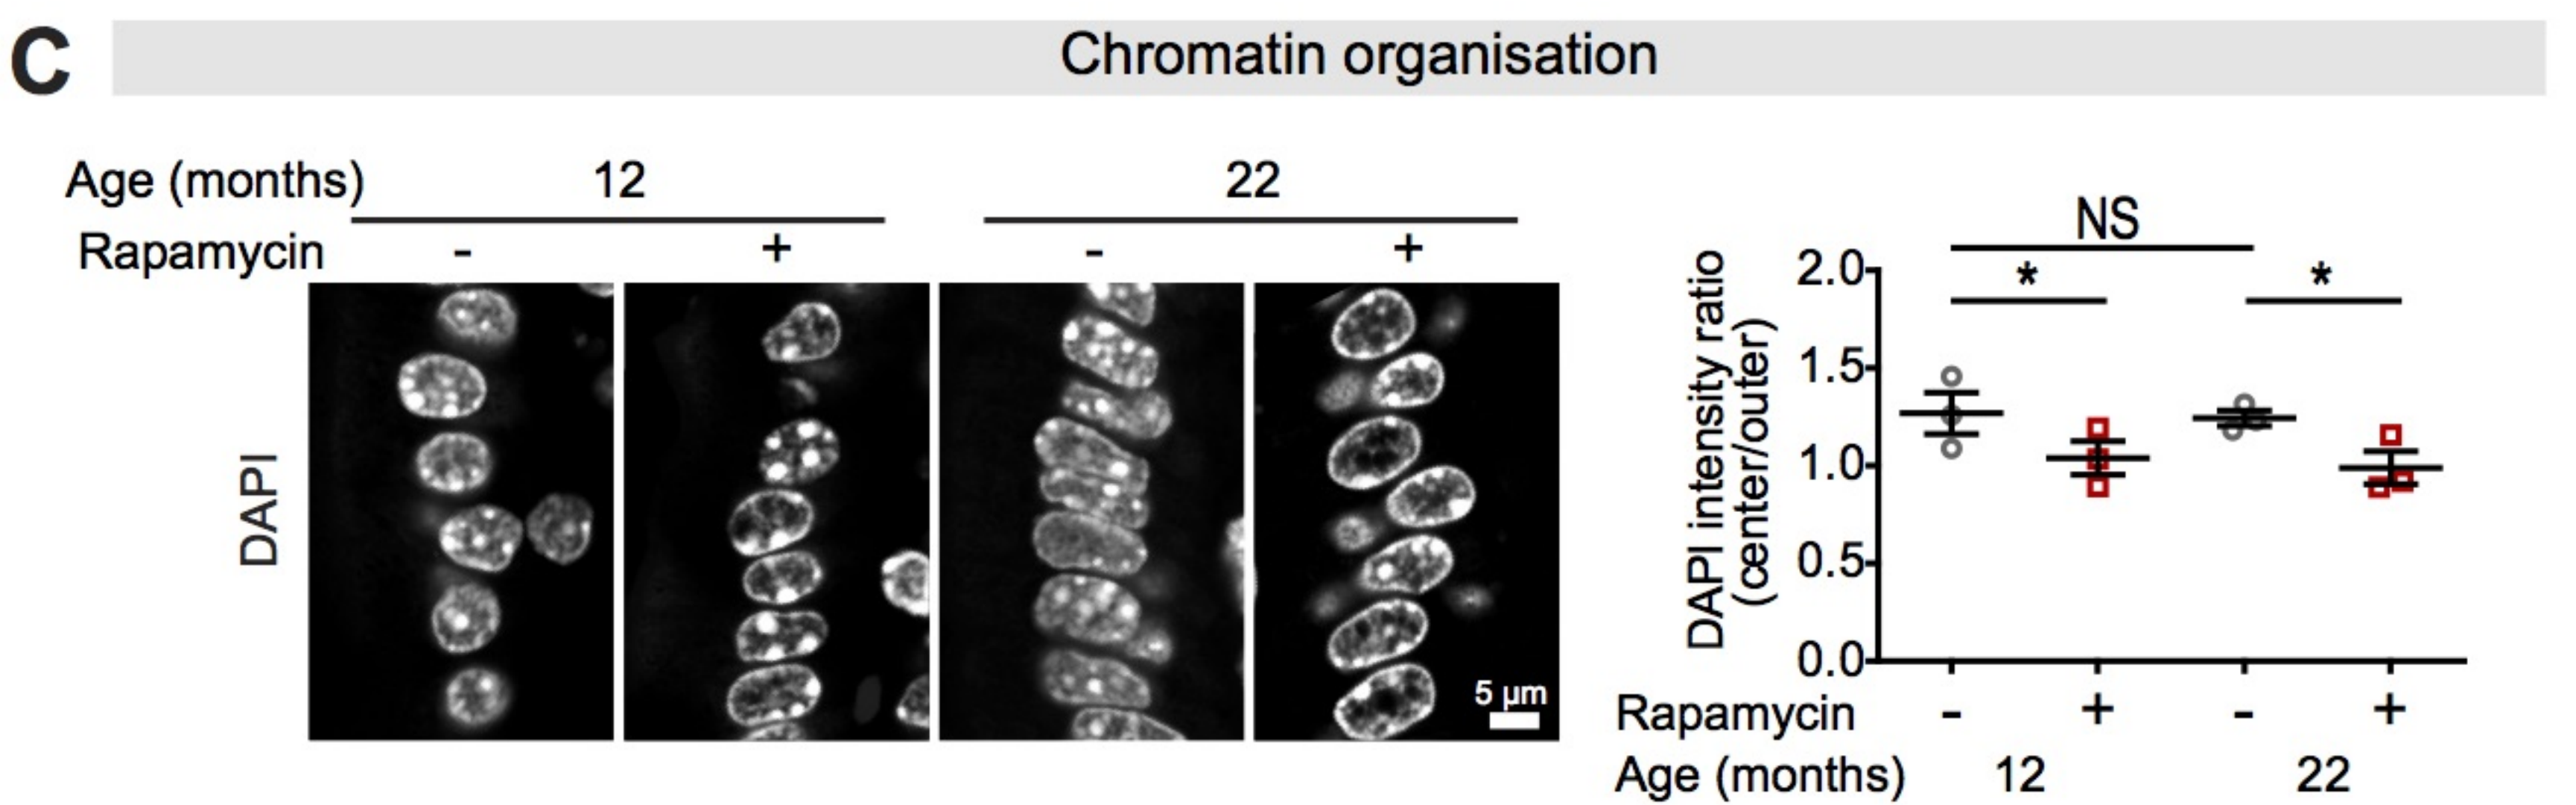 C
Chromatin organisation
Age (months) 12 22
Rapamycin - + - +
DAPI
5 µm
DAPI intensity ratio
(center/outer)
NS
* *
2.0
1.5
1.0
0.5
0.0
Rapamycin - + - +
Age (months) 12 22